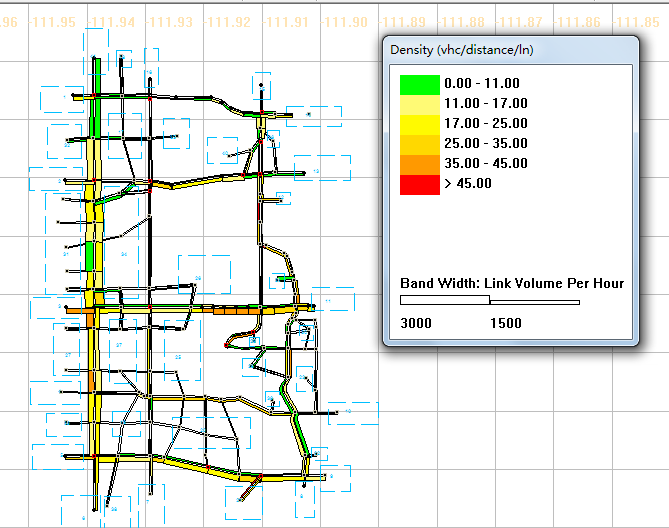 .96 -111.95 -111.94 -111.93 -111.92 -111.91 -111.90 -111.89 -111.88 -111.87 -111.86 -111.85
Density (vhc/distance/ln)
0.00 - 11.00
11.00 - 17.00
17.00 - 25.00
25.00 - 35.00
35.00 - 45.00
> 45.00
Band Width: Link Volume Per Hour
3000 1500